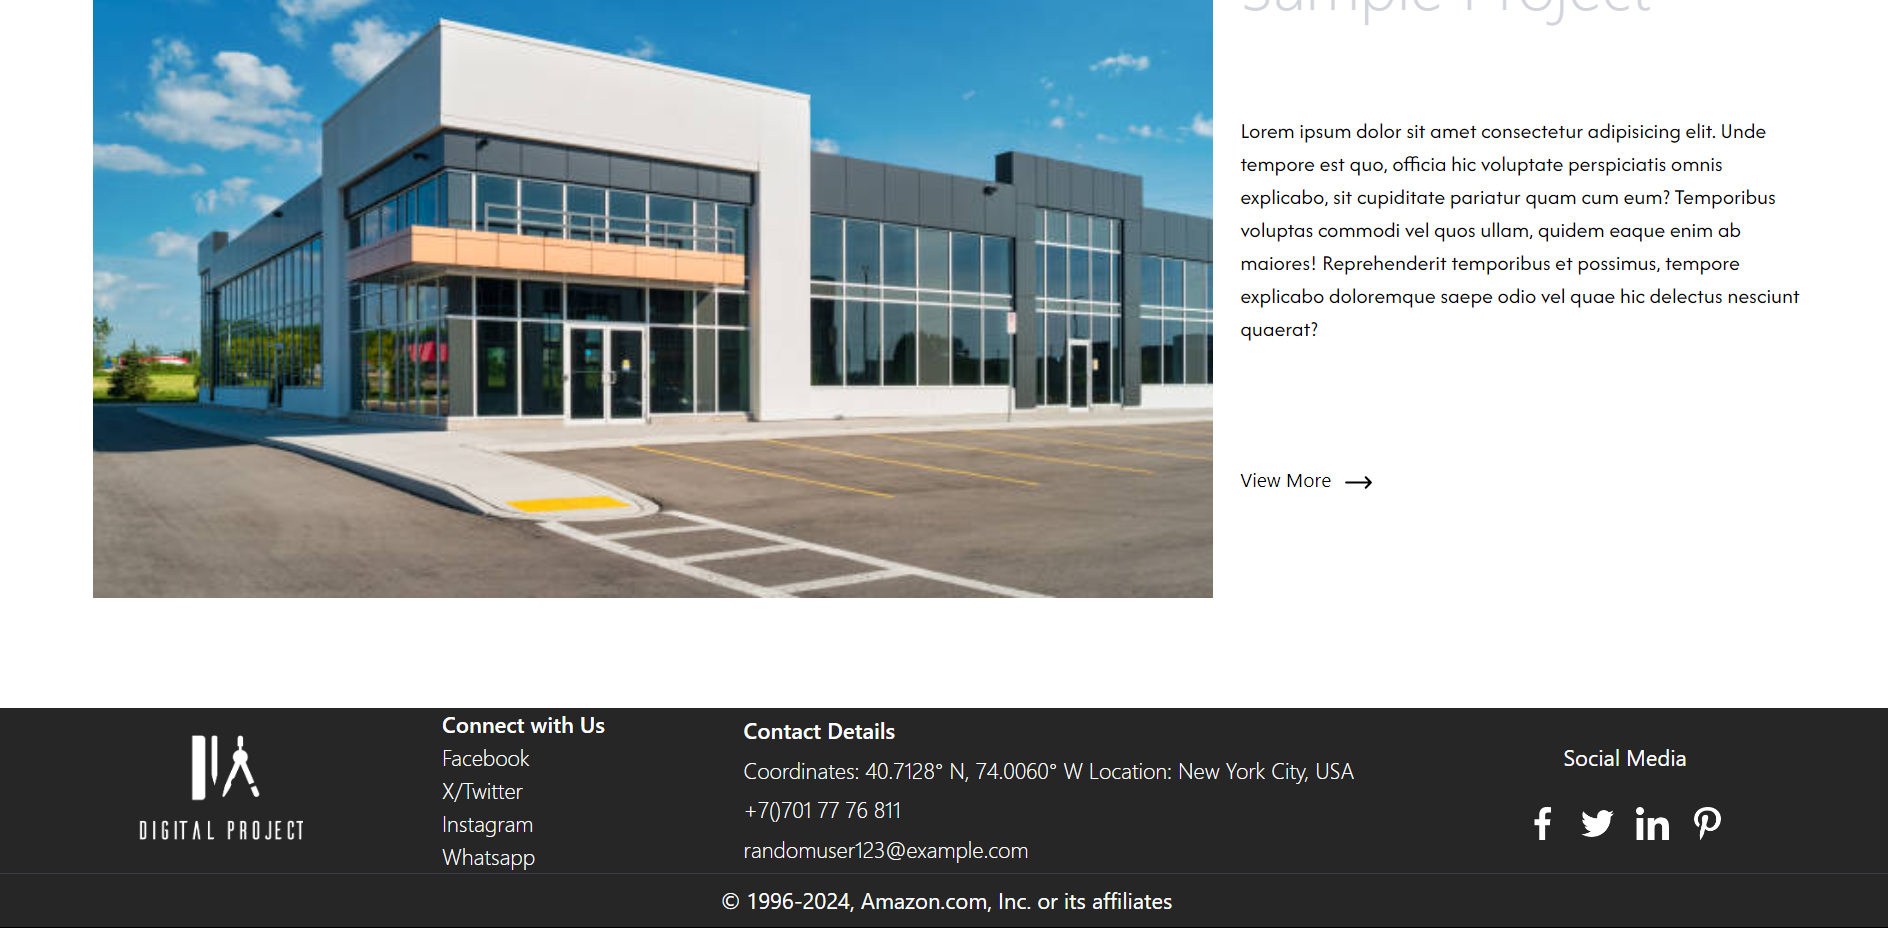 Sample Project
Lorem ipsum dolor sit amet consectetur adipisicing elit. Unde
tempore est quo, officia hic voluptate perspiciatis omnis
explicabo, sit cupiditate pariatur quam cum eum? Temporibus
voluptas commodi vel quos ullam, quidem eaque enim ab
maiores! Reprehenderit temporibus et possimus, tempore
explicabo doloremque saepe odio vel quae hic delectus nesciunt
quaerat?
View More
DIGITAL PROJECT
Connect with Us
Facebook
X/Twitter
Instagram
Whatsapp
Contact Details
Coordinates: 40.7128° N, 74.0060° W Location: New York City, USA
+7()701 77 76 811
randomuser123@example.com
Social Media
© 1996-2024, Amazon.com, Inc. or its affiliates